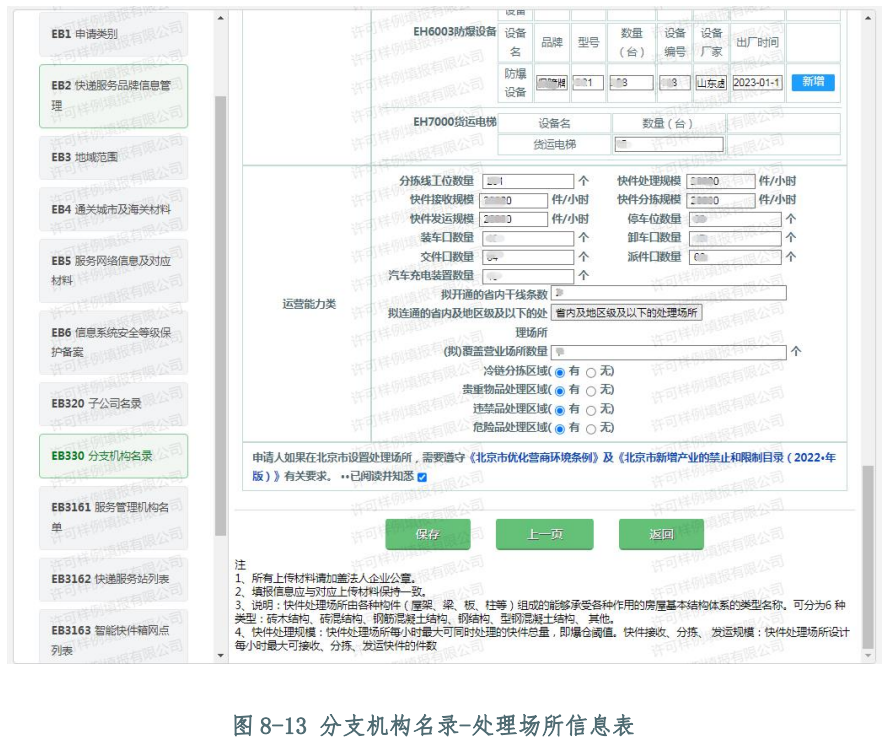 EB1 申请类别
EB2 快递服务品牌信息管
理
EB3 地域范围
EB4 通关城市及海关材料
EB5 服务网络信息及对应
材料
EB6 信息系统安全等级保
护备案
EB320 子公司名录
EB330 分支机构名录
EB3161 服务管理机构名
单
EB3162 快递服务站列表
EB3163 智能快件箱网点
列表
设备
EH6003防爆设备
设备
名
品牌
型号
数量
(台)
设备
编号
设备
厂家
出厂时间
防爆
设备
山东虑
2023-01-1
新增
EH7000货运电梯
设备名
数量(台)
货运电梯
运营能力类
分拣线工位数量 个 快件处理规模 件/小时
快件接收规模 件/小时 快件分拣规模 件/小时
快件发运规模 件/小时 停车位数量 个
装车口数量 个 卸车口数量 个
交件口数量 个 派件口数量 个
汽车充电装置数量 个
拟开通的省内干线条数
拟连通的省内及地区级及以下的处 省内及地区级及以下的处理场所
理场所
(拟)覆盖营业场所数量 个
冷链分拣区域( 有 无)
贵重物品处理区域( 有 无)
违禁品处理区域( 有 无)
危险品处理区域( 有 无)
申请人如果在北京市设置处理场所，需要遵守《北京市优化营商环境条例》及《北京市新增产业的禁止和限制目录（2022•年
版）》有关要求。 ••已阅读并知悉
保存
上一页
返回
注
1、所有上传材料请加盖法人企业公章。
2、填报信息应与对应上传材料保持一致。
3、说明：快件处理场所由各种构件（屋架、梁、板、柱等）组成的能够承受各种作用的房屋基本结构体系的类型名称。可分为6 种
类型：砖木结构、砖混结构、钢筋混凝土结构、钢结构、型钢混凝土结构、 其他。
4、快件处理规模：快件处理场所每小时最大可同时处理的快件总量，即爆仓阈值。快件接收、分拣、 发运规模：快件处理场所设计
每小时最大可接收、分拣、发运快件的件数
图 8-13 分支机构名录-处理场所信息表